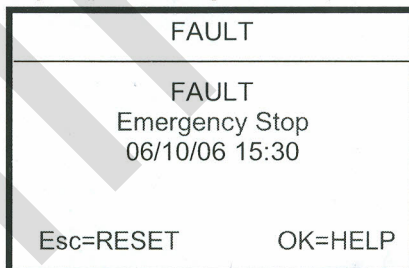 FAULT
FAULT
Emergency Stop
06/10/06 15:30
Esc=RESET OK=HELP